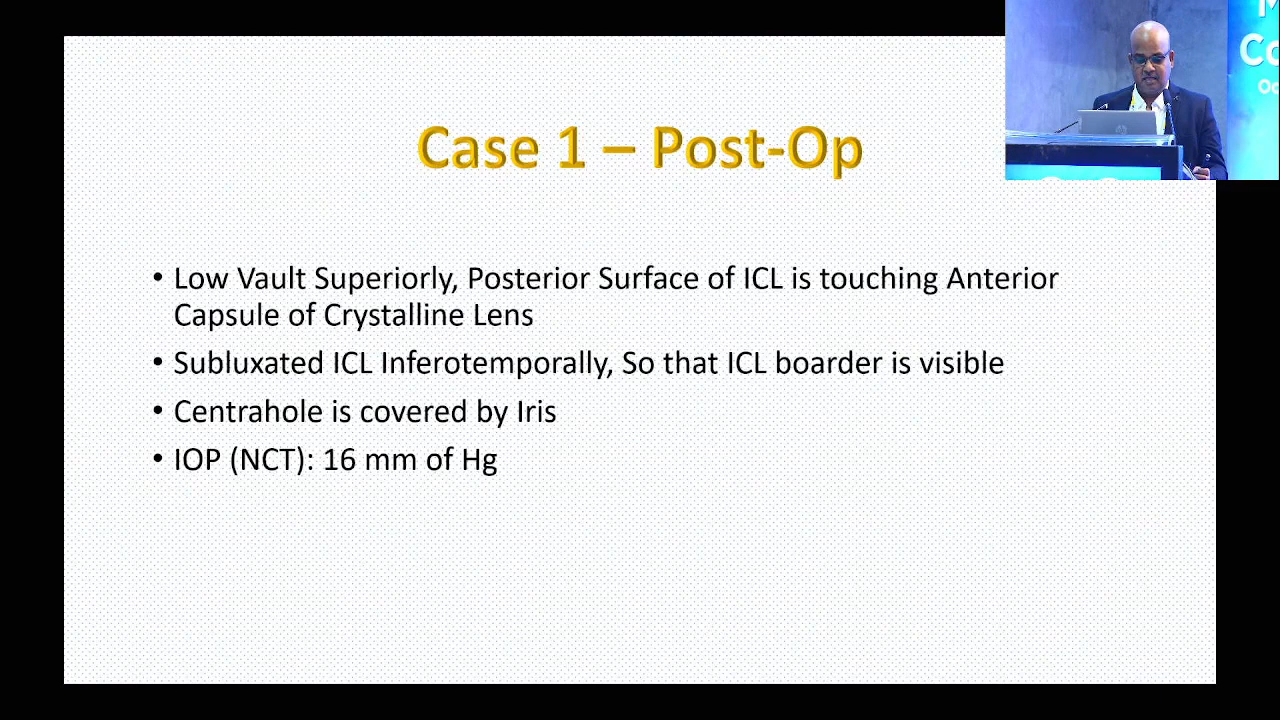 Case 1 – Post-Op
• Low Vault Superiorly, Posterior Surface of ICL is touching Anterior
Capsule of Crystalline Lens
• Subluxated ICL Inferotemporally, So that ICL boarder is visible
• Centrahole is covered by Iris
• IOP (NCT): 16 mm of Hg